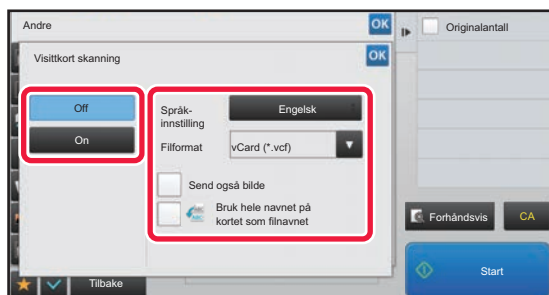 Andre
OK
Originalantall
Visittkort skanning
OK
Off
On
Språk-
innstilling
Engelsk
Filformat
vCard (*.vcf)
Send også bilde
Bruk hele navnet på
kortet som filnavnet
Forhåndsvis
CA
Start
Tilbake